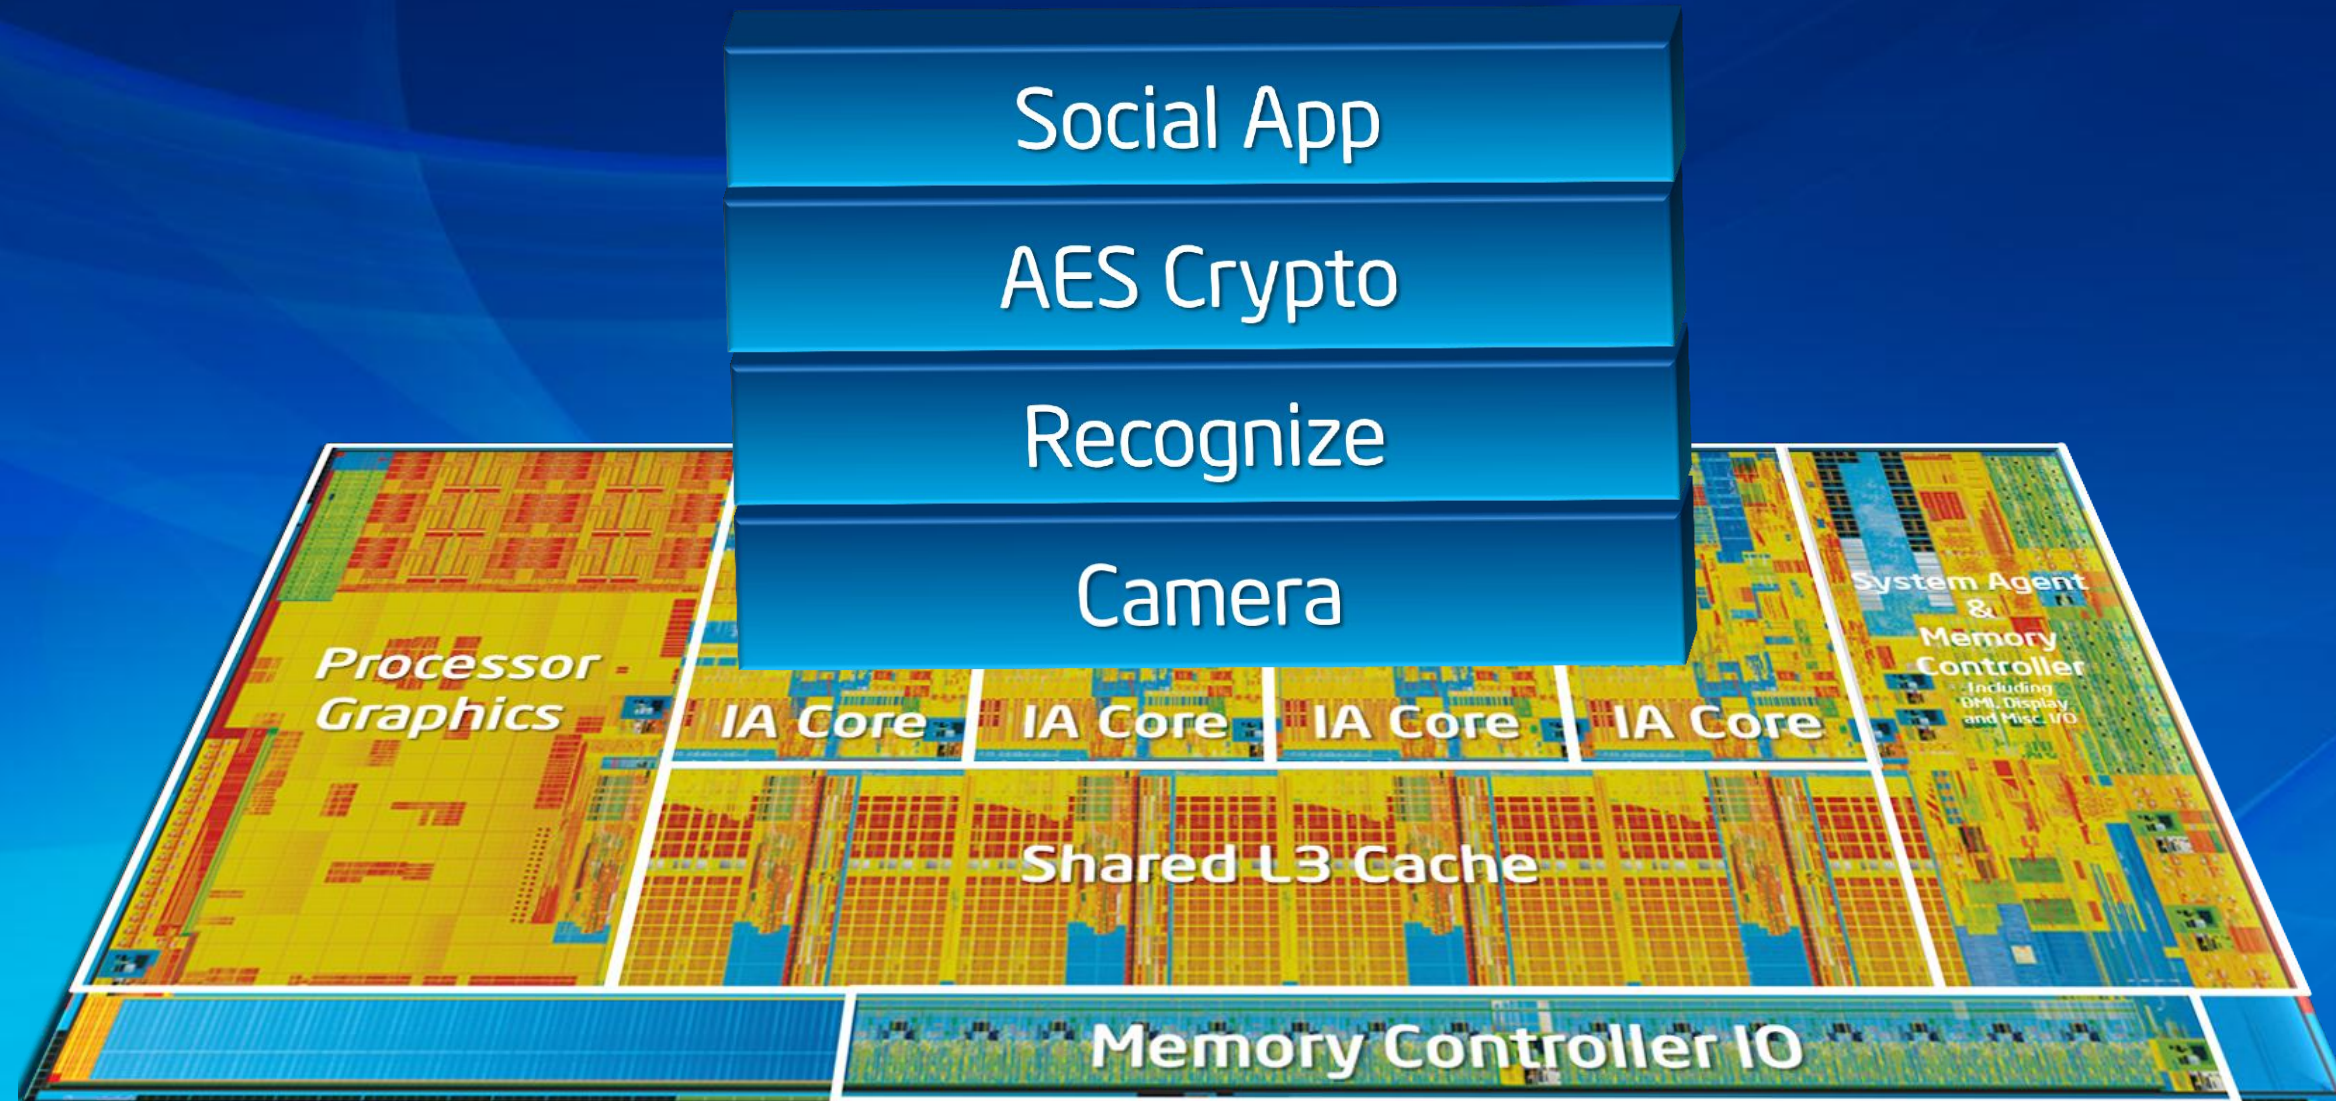 Social App
AES Crypto
Recognize
Camera
Processor
Graphics
IA Core
IA Core
IA Core
IA Core
System Agent
&
Memory
Controller
Including
DMI, Display
and Misc. I/O
Shared L3 Cache
Memory Controller IO